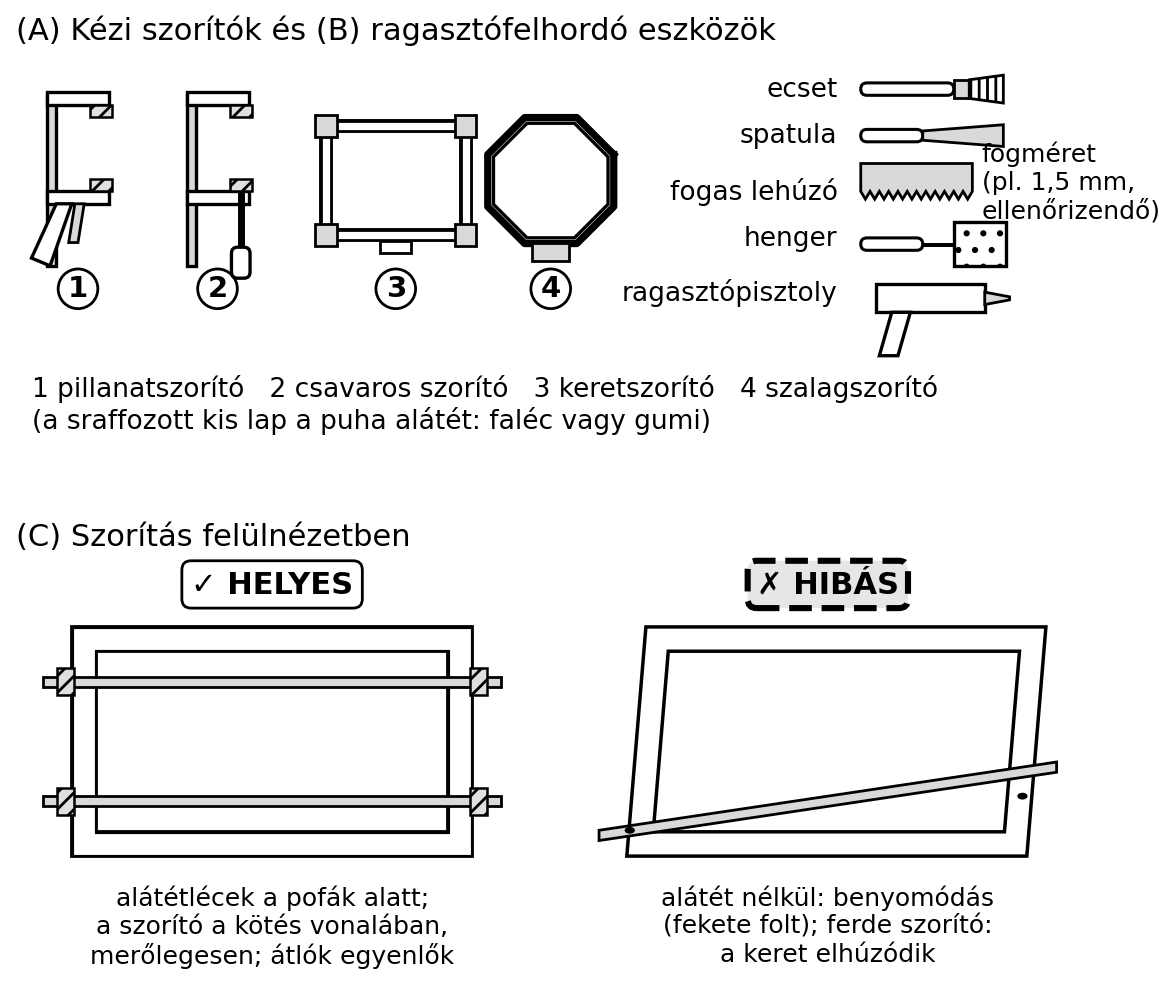 (A) Kézi szorítók és (B) ragasztófelhordó eszközök
ecset
spatula
fogméret
(pl. 1,5 mm,
ellenőrizendő)
fogas lehúzó
henger
ragasztópisztoly
1 2 3 4
1 pillanatszorító 2 csavaros szorító 3 keretszorító 4 szalagszorító
(a sraffozott kis lap a puha alátét: faléc vagy gumi)
(C) Szorítás felülnézetben
✓ HELYES
✗ HIBÁS
alátétlécek a pofák alatt;
a szorító a kötés vonalában,
merőlegesen; átlók egyenlők
alátét nélkül: benyomódás
(fekete folt); ferde szorító:
a keret elhúzódik